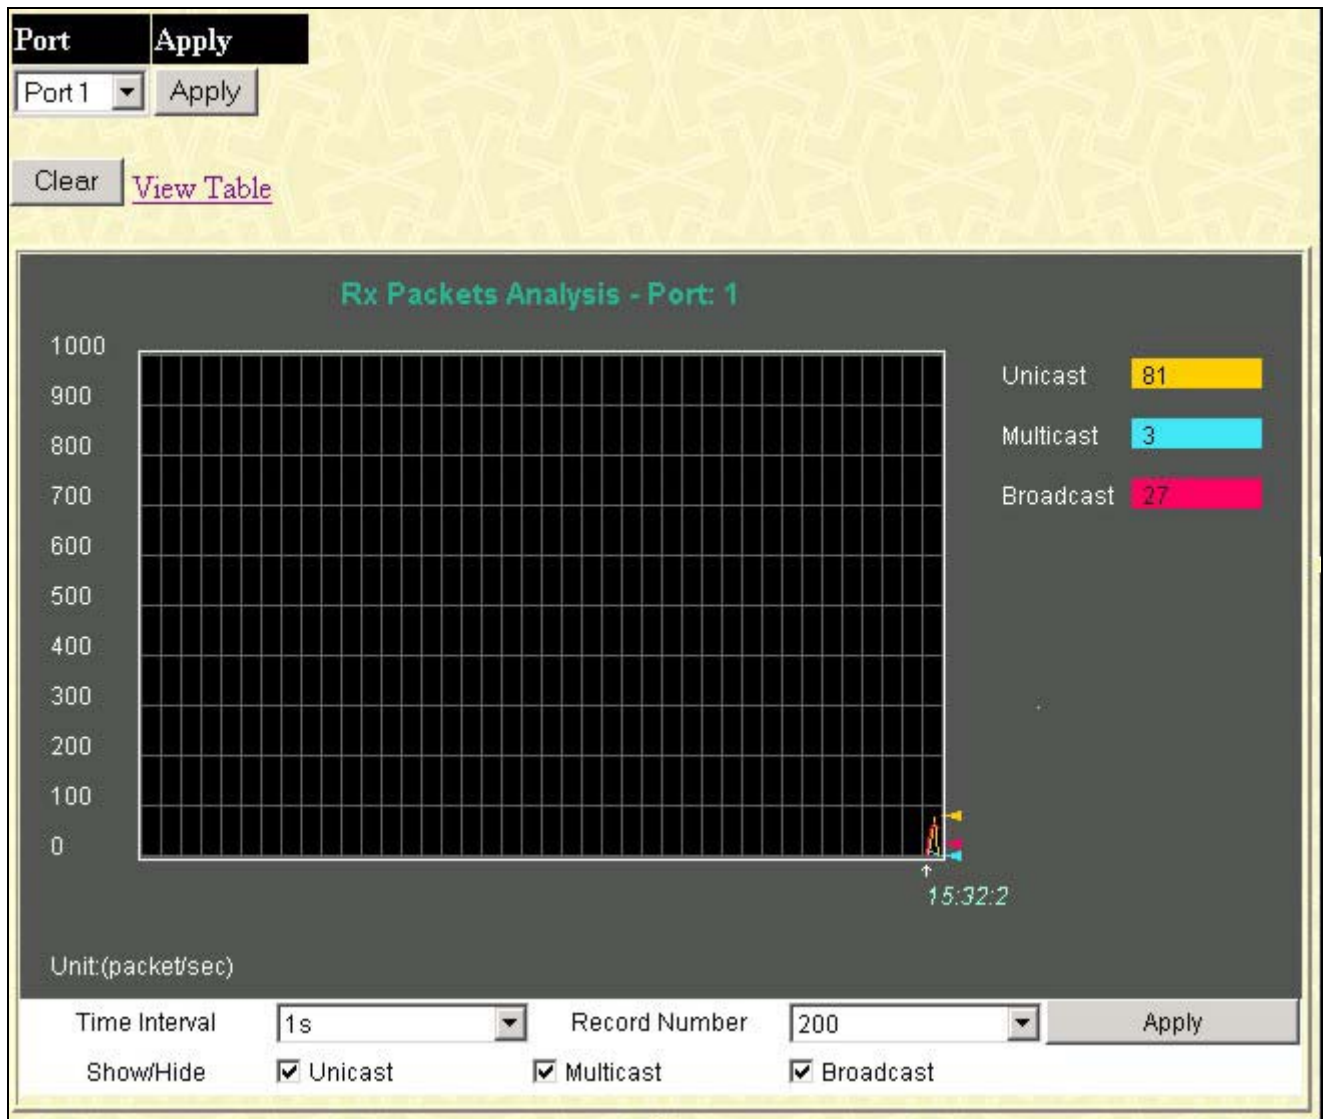 Port Apply
Port 1 Apply
Clear View Table
Rx Packets Analysis - Port: 1
1000
900
800
700
600
500
400
300
200
100
0
Unicast 81
Multicast 3
Broadcast 27
15:32:2
Unit:(packet/sec)
Time Interval 1s Record Number 200 Apply
Show/Hide Unicast Multicast Broadcast